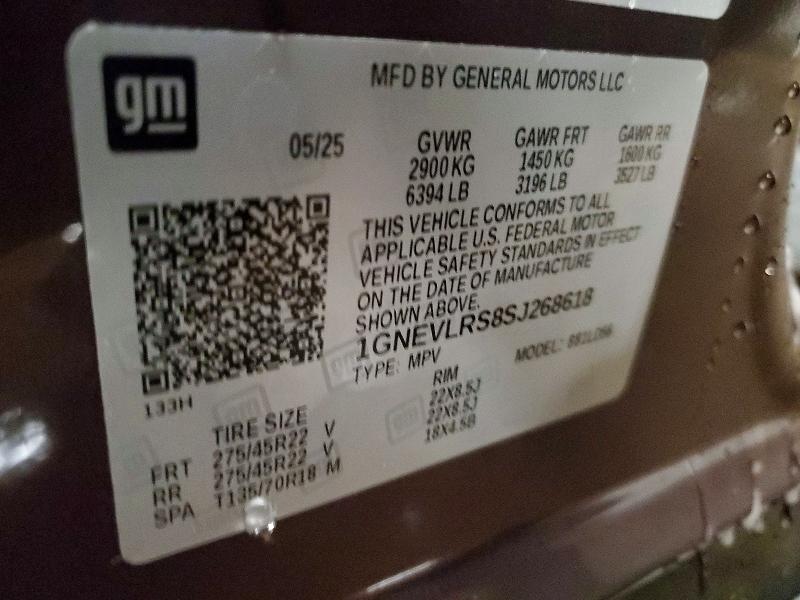 gm
MFD BY GENERAL MOTORS LLC
05/25
GVWR GAWR FRT GAWR RR
2900 KG 1450 KG 1600 KG
6394 LB 3196 LB 3527 LB
THIS VEHICLE CONFORMS TO ALL
APPLICABLE U.S. FEDERAL MOTOR
VEHICLE SAFETY STANDARDS IN EFFECT
ON THE DATE OF MANUFACTURE
SHOWN ABOVE.
1GNEVLRS8SJ268618
TYPE: MPV MODEL:
133H
TIRE SIZE RIM
FRT 275/45R22 V 22X8.5J
RR 275/45R22 V 22X8.5J
SPA T135/70R18 M 18X4.5B